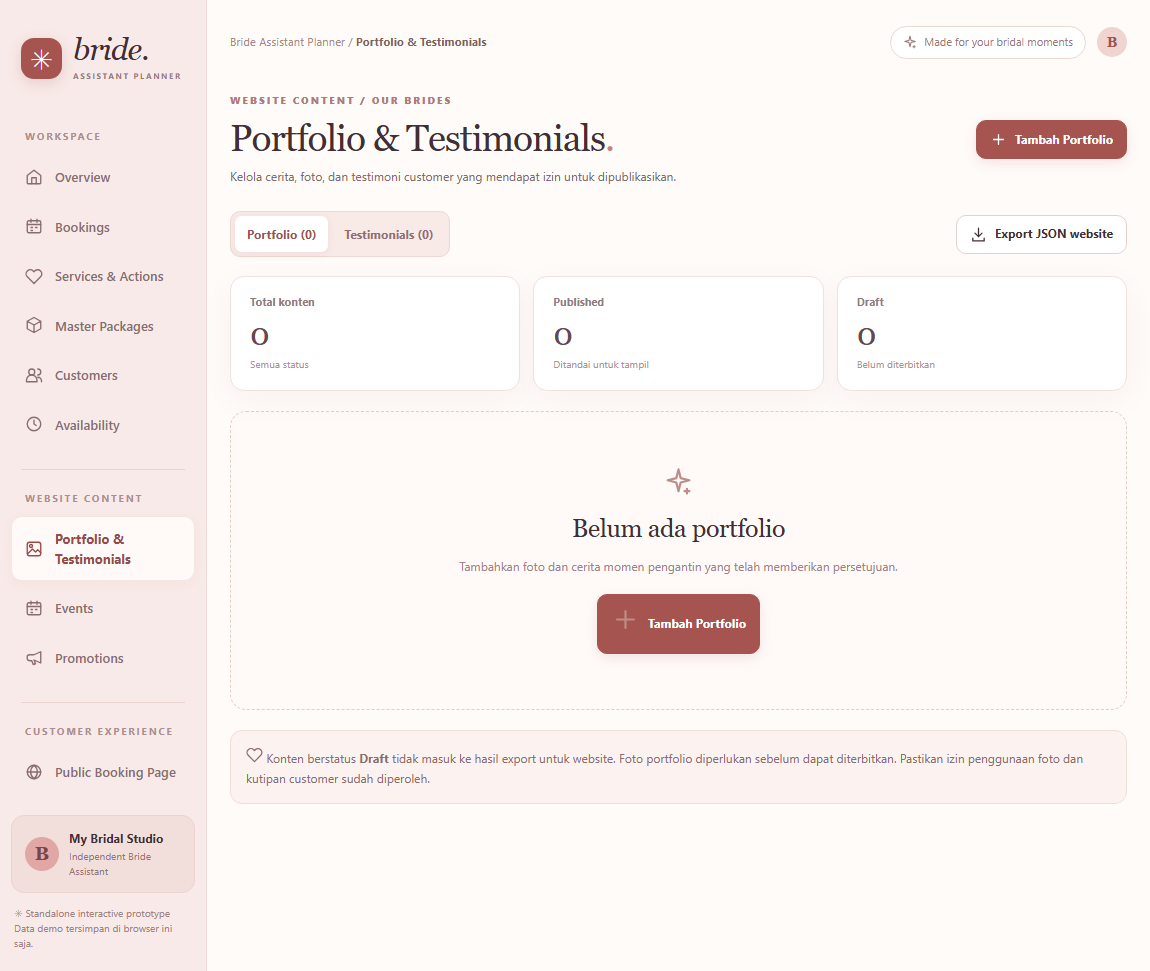 bride.
ASSISTANT PLANNER
WORKSPACE
Overview
Bookings
Services & Actions
Master Packages
Customers
Availability
WEBSITE CONTENT
Portfolio &
Testimonials
Events
Promotions
CUSTOMER EXPERIENCE
Public Booking Page
B
My Bridal Studio
Independent Bride
Assistant
✳ Standalone interactive prototype
Data demo tersimpan di browser ini
saja.
Bride Assistant Planner / Portfolio & Testimonials
Made for your bridal moments
B
WEBSITE CONTENT / OUR BRIDES
Portfolio & Testimonials.
Kelola cerita, foto, dan testimoni customer yang mendapat izin untuk dipublikasikan.
Tambah Portfolio
Portfolio (0)
Testimonials (0)
Export JSON website
Total konten
0
Semua status
Published
0
Ditandai untuk tampil
Draft
0
Belum diterbitkan
Belum ada portfolio
Tambahkan foto dan cerita momen pengantin yang telah memberikan persetujuan.
Tambah Portfolio
Konten berstatus Draft tidak masuk ke hasil export untuk website. Foto portfolio diperlukan sebelum dapat diterbitkan. Pastikan izin penggunaan foto dan
kutipan customer sudah diperoleh.